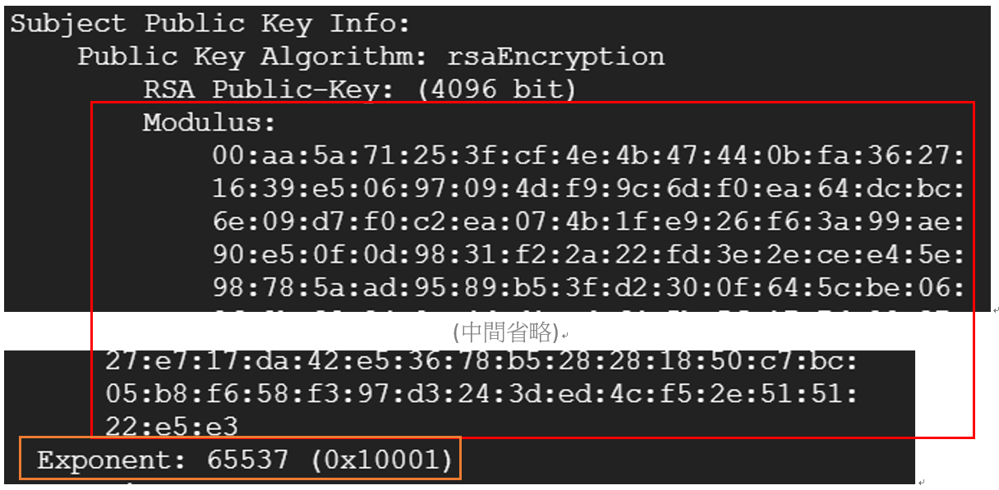 Subject Public Key Info:
Public Key Algorithm: rsaEncryption
RSA Public-Key: (4096 bit)
Modulus:
00:aa:5a:71:25:3f:cf:4e:4b:47:44:0b:fa:36:27:
16:39:e5:06:97:09:4d:f9:9c:6d:f0:ea:64:dc:bc:
6e:09:d7:f0:c2:ea:07:4b:1f:e9:26:f6:3a:99:ae:
90:e5:0f:0d:98:31:f2:2a:22:fd:3e:2e:ce:e4:5e:
98:78:5a:ad:95:89:b5:3f:d2:30:0f:64:5c:be:06:
(中間省略)
27:e7:17:da:42:e5:36:78:b5:28:28:18:50:c7:bc:
05:b8:f6:58:f3:97:d3:24:3d:ed:4c:f5:2e:51:51:
22:e5:e3
Exponent: 65537 (0x10001)